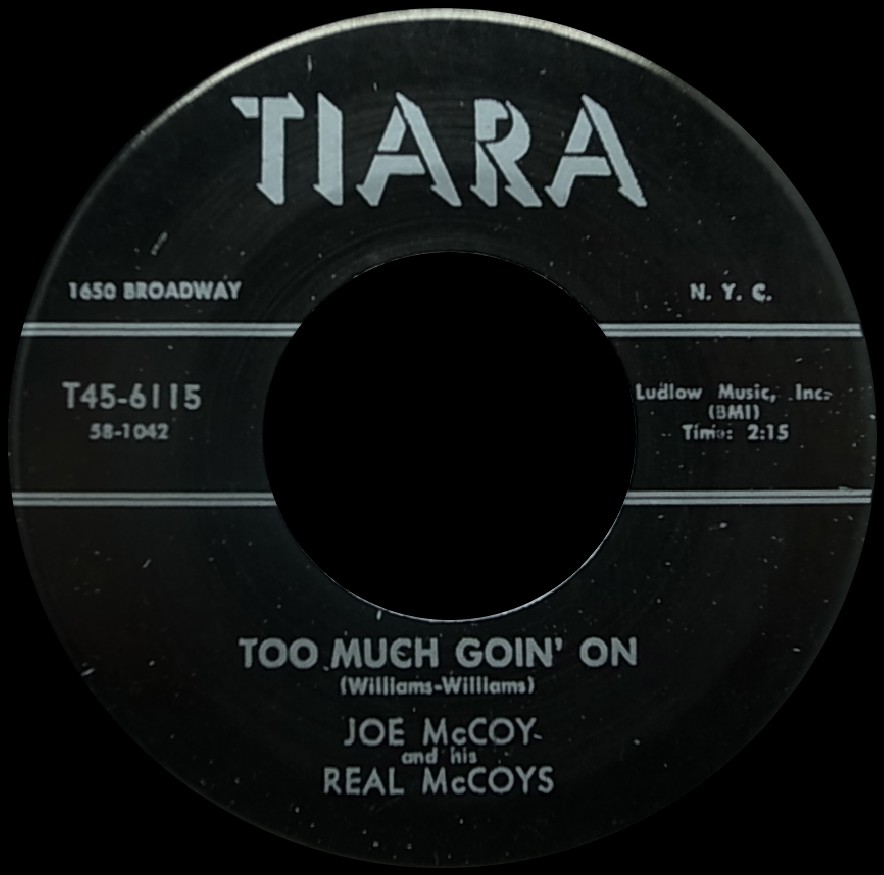 TIARA
1650 BROADWAY N. Y. C.
T45-6115
58-1042
Ludlow Music, Inc.
(BMI)
Time: 2:15
TOO MUCH GOIN' ON
(Williams-Williams)
JOE McCOY
and his
REAL McCOYS